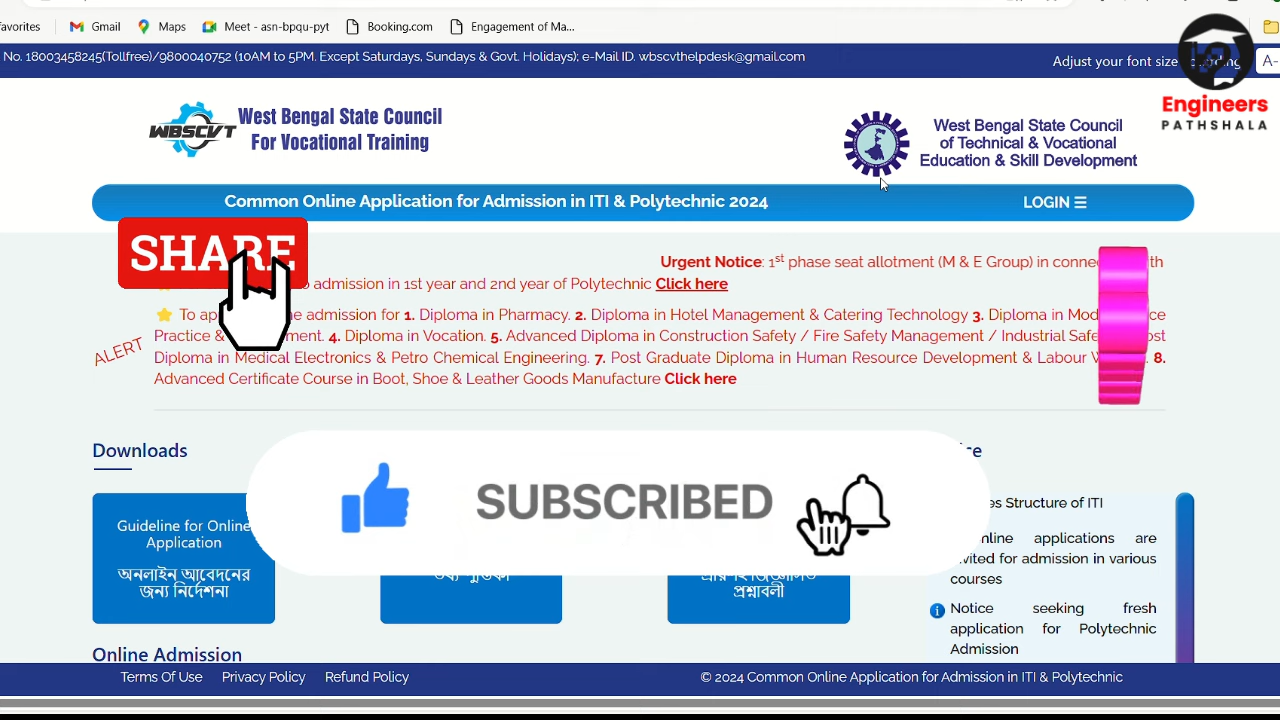 favorites Gmail Maps Meet - asn-bpqu-pyt Booking.com Engagement of Ma...
No. 18003458245(Tollfree)/9800040752 (10AM to 5PM. Except Saturdays, Sundays & Govt. Holidays); e-Mail ID. wbscvthelpdesk@gmail.com
Adjust your font size A-
Engineers
PATHSHALA
WBSCVT
West Bengal State Council
For Vocational Training
West Bengal State Council
of Technical & Vocational
Education & Skill Development
Common Online Application for Admission in ITI & Polytechnic 2024
LOGIN ☰
SHARE
Urgent Notice: 1st phase seat allotment (M & E Group) in
admission in 1st year and 2nd year of Polytechnic Click here
ALERT
To admission for 1. Diploma in Pharmacy. 2. Diploma in Hotel Management & Catering Technology 3. Diploma in
Practice & 4. Diploma in Vocation. 5. Advanced Diploma in Construction Safety / Fire Safety Management / Industrial
Diploma in Medical Electronics & Petro Chemical Engineering. 7. Post Graduate Diploma in Human Resource Development & Labour 8.
Advanced Certificate Course in Boot, Shoe & Leather Goods Manufacture Click here
Downloads
SUBSCRIBED
Guideline for Online
Application
অনলাইন আবেদনের
জন্য নির্দেশনা
প্রশ্নাবলী
Structure of ITI
applications are
for admission in various
courses
Notice seeking fresh
application for Polytechnic
Admission
Online Admission
Terms Of Use Privacy Policy Refund Policy
© 2024 Common Online Application for Admission in ITI & Polytechnic